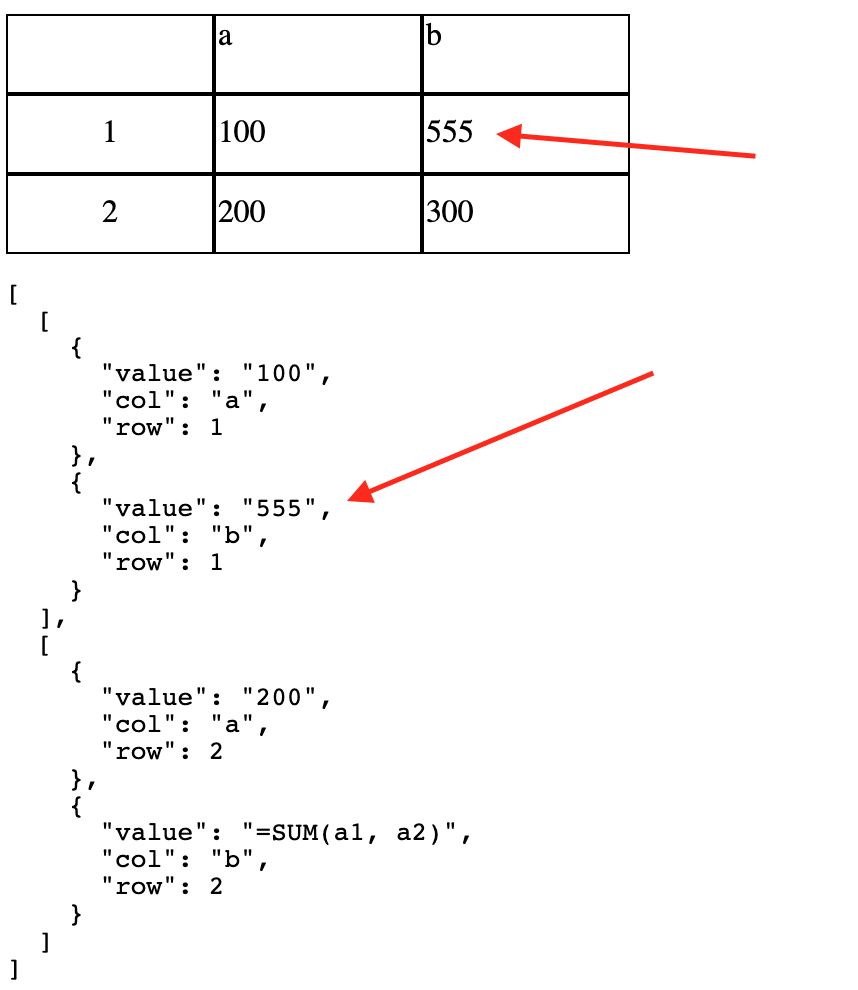 a b
1 100 555
2 200 300
[
  [
    {
      "value": "100",
      "col": "a",
      "row": 1
    },
    {
      "value": "555",
      "col": "b",
      "row": 1
    }
  ],
  [
    {
      "value": "200",
      "col": "a",
      "row": 2
    },
    {
      "value": "=SUM(a1, a2)",
      "col": "b",
      "row": 2
    }
  ]
]